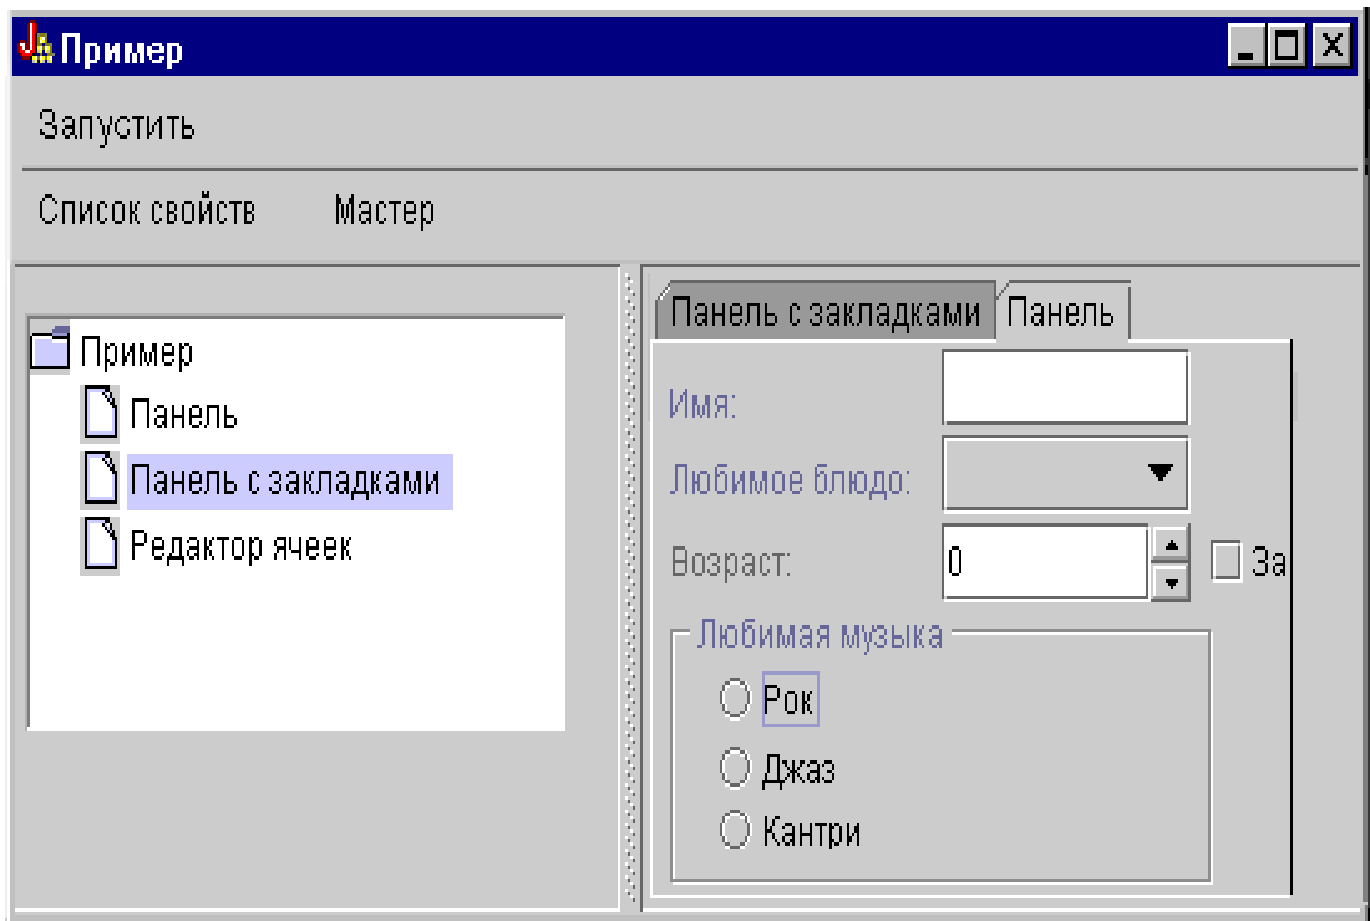 Пример
Запустить
Список свойств Мастер
Пример
Панель
Панель с закладками
Редактор ячеек
Панель с закладками Панель
Имя:
Любимое блюдо:
Возраст: 0 За
Любимая музыка
Рок
Джаз
Кантри